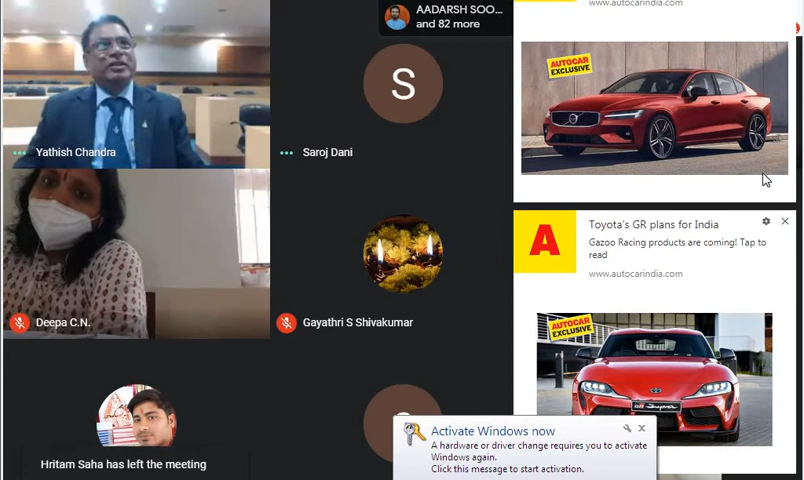 AADARSH SOO...
and 82 more
S
Yathish Chandra
Saroj Dani
Deepa C.N.
Gayathri S Shivakumar
Hritam Saha has left the meeting
www.autocarindia.com
AUTOCAR
EXCLUSIVE
A
Toyota's GR plans for India
Gazoo Racing products are coming! Tap to
read
www.autocarindia.com
AUTOCAR
EXCLUSIVE
GR Supra
Activate Windows now
A hardware or driver change requires you to activate
Windows again.
Click this message to start activation.